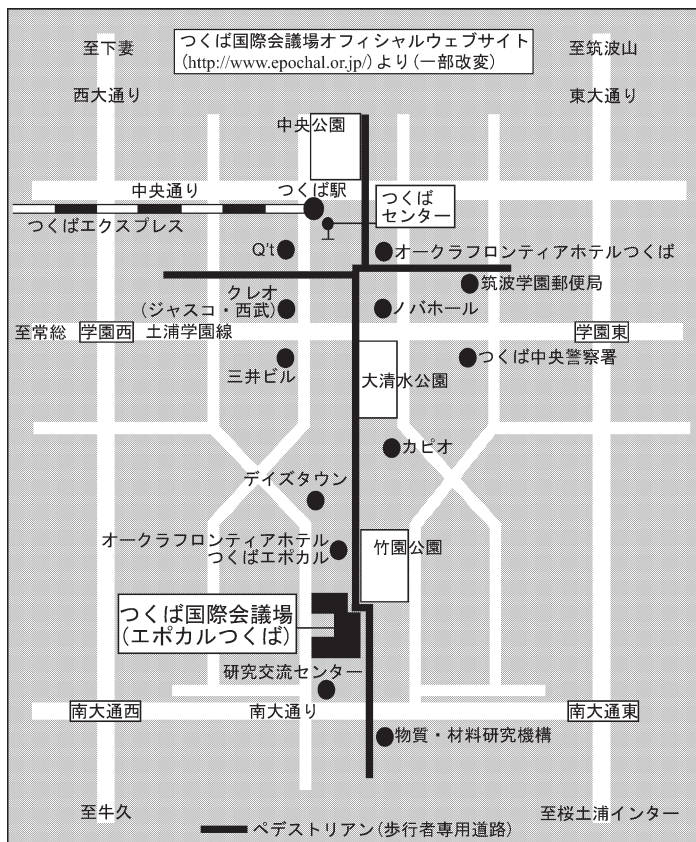 つくば国際会議場オフィシャルウェブサイト
(http://www.epochal.or.jp/)より(一部改変)
至下妻
至筑波山
西大通り
東大通り
中央公園
中央通り
つくば駅
つくば
センター
つくばエクスプレス
Q't
オークラフロンティアホテルつくば
筑波学園郵便局
クレオ
(ジャスコ・西武)
ノバホール
至常総
学園西
土浦学園線
学園東
三井ビル
大清水公園
つくば中央警察署
カピオ
デイズタウン
オークラフロンティアホテル
つくばエポカル
竹園公園
つくば国際会議場
(エポカルつくば)
研究交流センター
南大通西
南大通り
南大通東
物質・材料研究機構
至牛久
至桜土浦インター
ペデストリアン(歩行者専用道路)